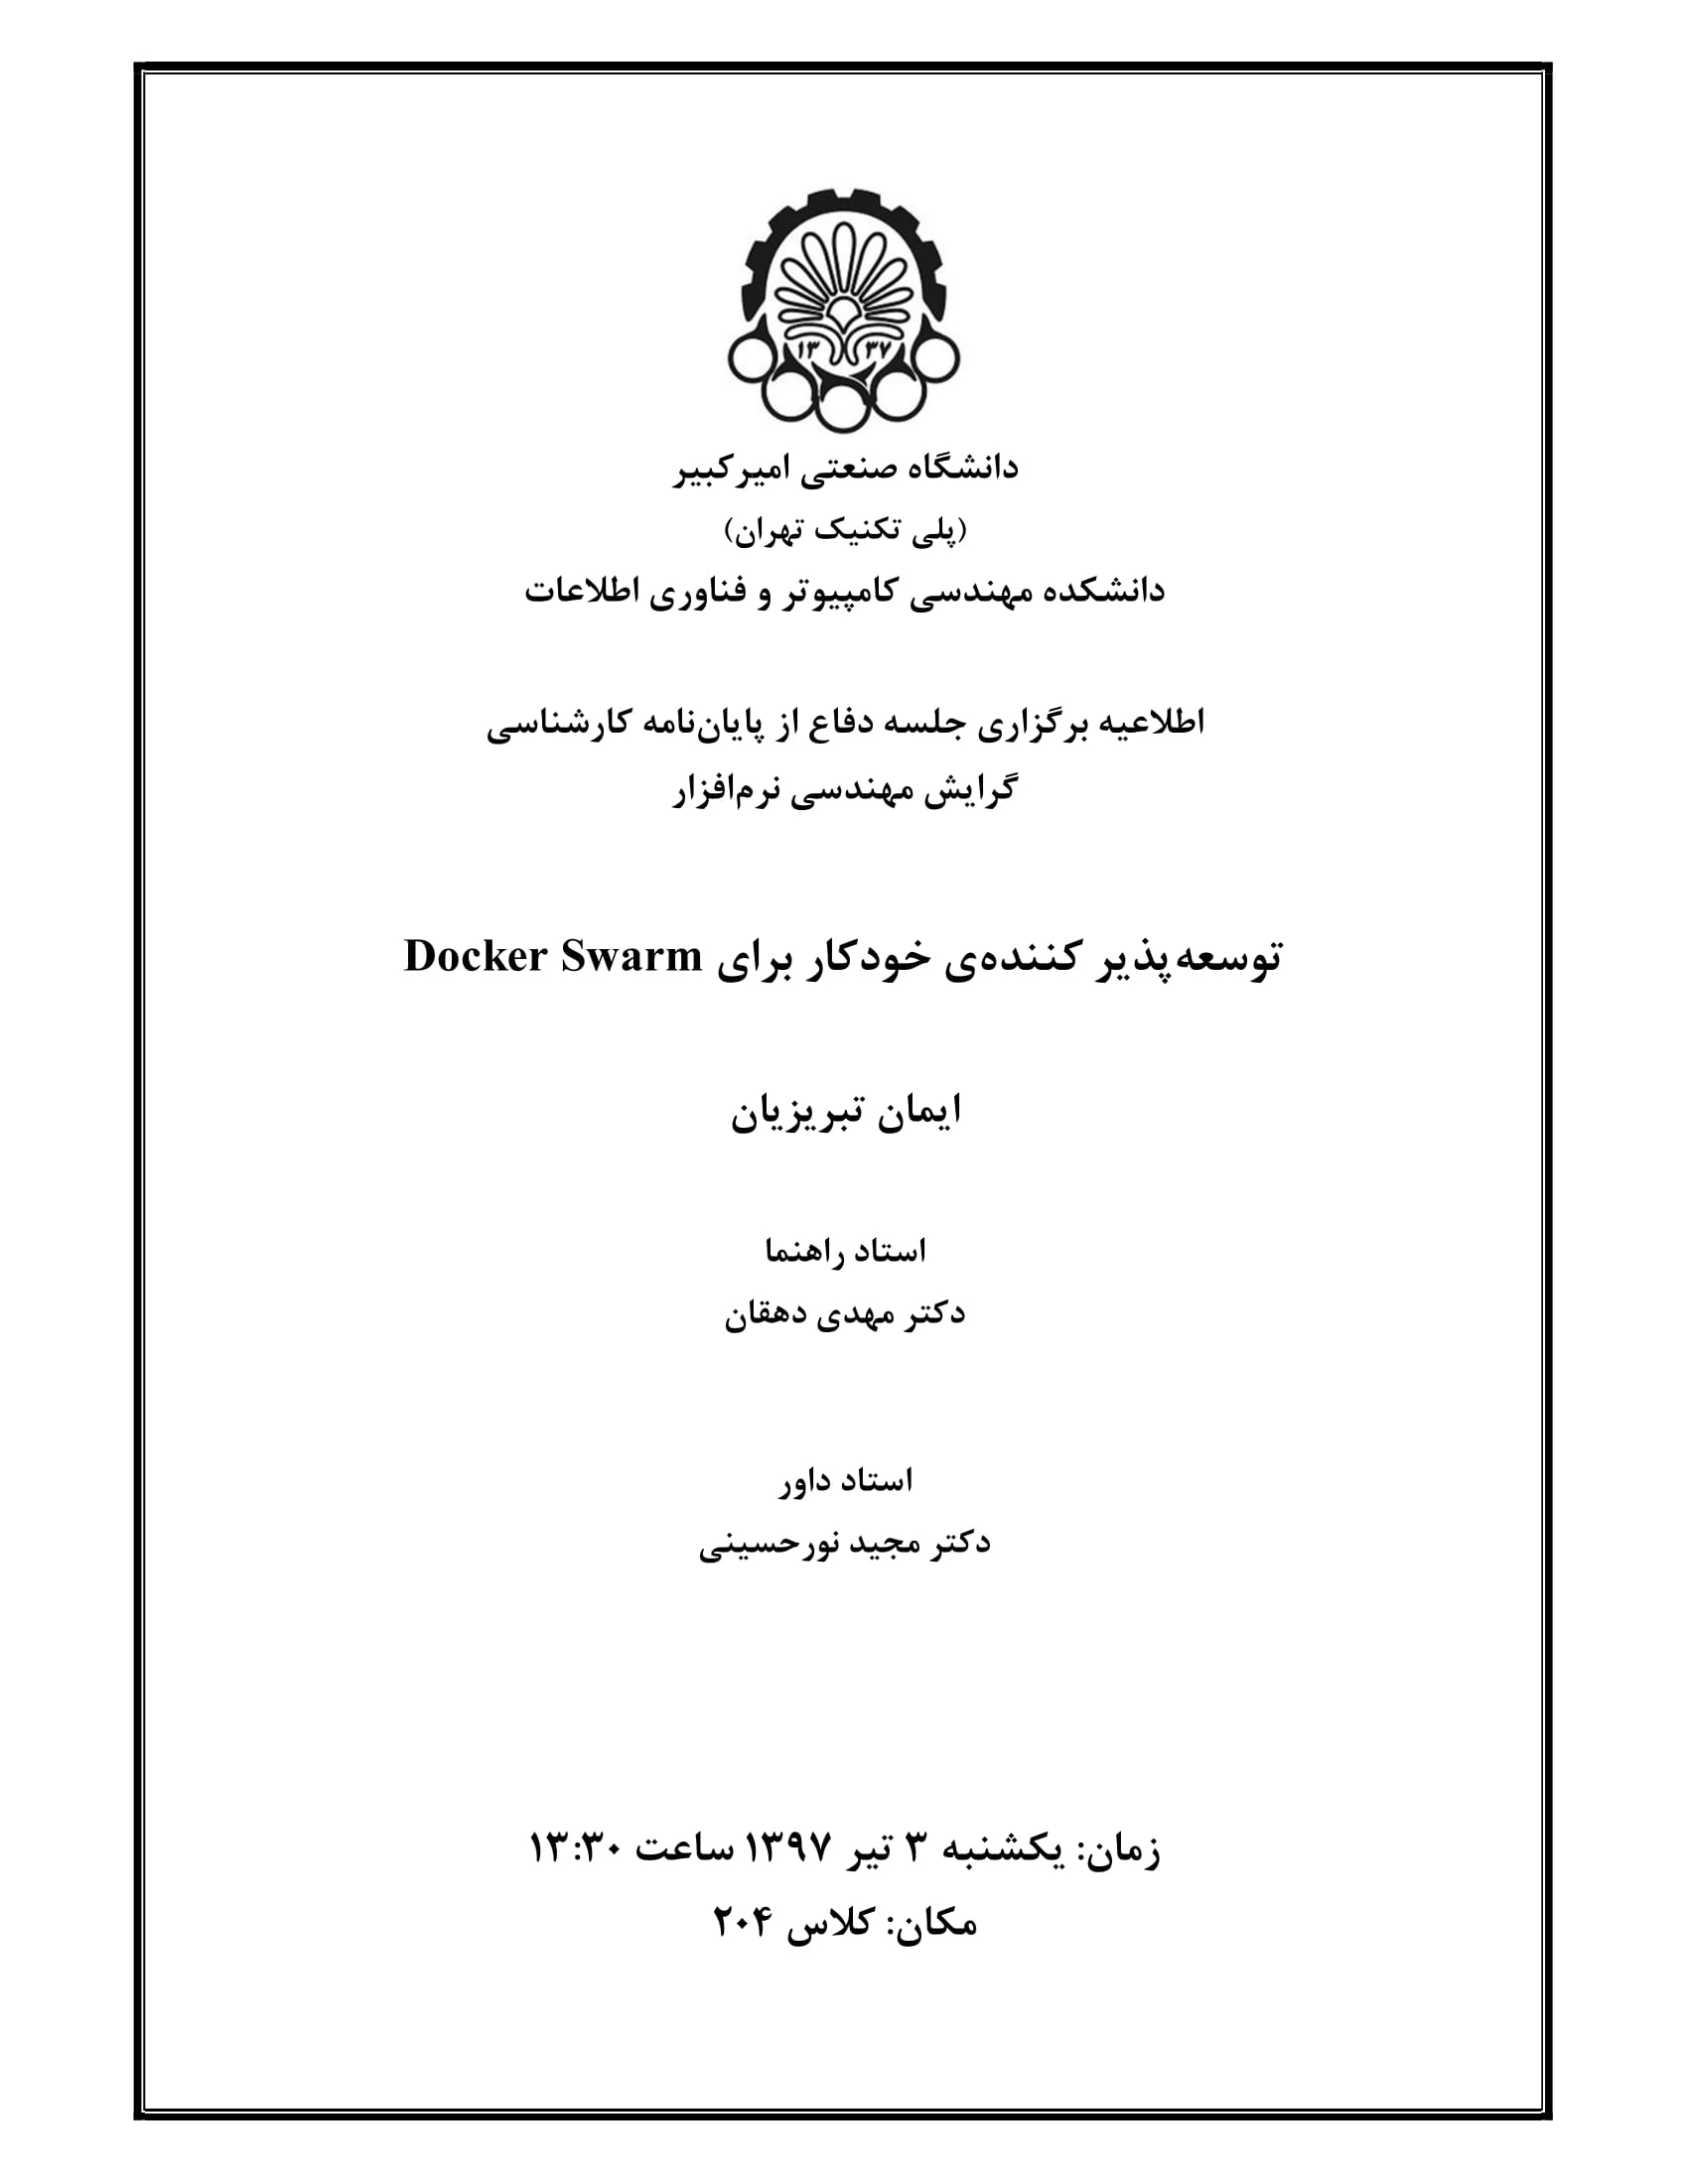 ۱۳ ۳۷
دانشگاه صنعتی امیرکبیر
(پلی تکنیک تهران)
دانشکده مهندسی کامپیوتر و فناوری اطلاعات
اطلاعیه برگزاری جلسه دفاع از پایان‌نامه کارشناسی
گرایش مهندسی نرم‌افزار
توسعه‌پذیر کننده‌ی خودکار برای Docker Swarm
ایمان تبریزیان
استاد راهنما
دکتر مهدی دهقان
استاد داور
دکتر مجید نورحسینی
زمان: یکشنبه ۳ تیر ۱۳۹۷ ساعت ۱۳:۳۰
مکان: کلاس ۲۰۴